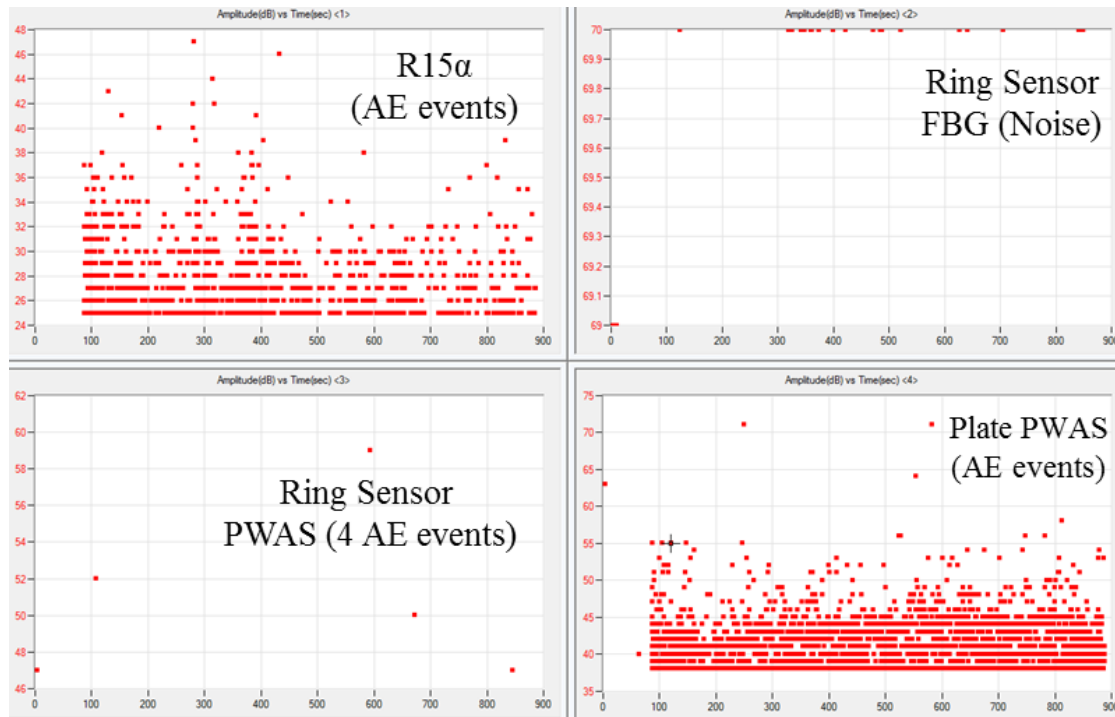 Amplitude(dB) vs Time(sec) <1>
48
46
44
42
40
38
36
34
32
30
28
26
24
0 100 200 300 400 500 600 700 800 900
R15α
(AE events)
Amplitude(dB) vs Time(sec) <2>
70
69.9
69.8
69.7
69.6
69.5
69.4
69.3
69.2
69.1
69
0 100 200 300 400 500 600 700 800 900
Ring Sensor
FBG (Noise)
Amplitude(dB) vs Time(sec) <3>
62
60
58
56
54
52
50
48
46
0 100 200 300 400 500 600 700 800 900
Ring Sensor
PWAS (4 AE events)
Amplitude(dB) vs Time(sec) <4>
75
70
65
60
55
50
45
40
35
0 100 200 300 400 500 600 700 800 900
Plate PWAS
(AE events)